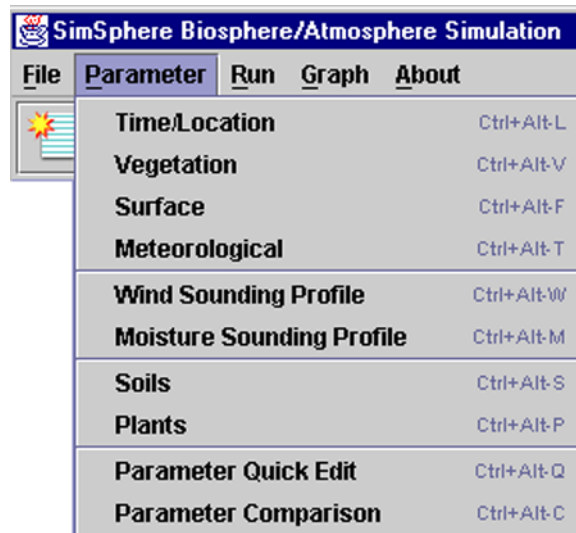 SimSphere Biosphere/Atmosphere Simulation
File Parameter Run Graph About
Time/Location Ctrl+Alt-L
Vegetation Ctrl+Alt-V
Surface Ctrl+Alt-F
Meteorological Ctrl+Alt-T
Wind Sounding Profile Ctrl+Alt-W
Moisture Sounding Profile Ctrl+Alt-M
Soils Ctrl+Alt-S
Plants Ctrl+Alt-P
Parameter Quick Edit Ctrl+Alt-Q
Parameter Comparison Ctrl+Alt-C